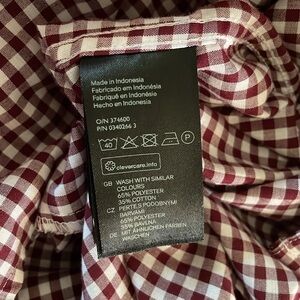 Made in Indonesia
Fabricado em Indonésia
Fabriqué en Indonésie
Hecho en Indonesia
O/N 374600
P/N 0340266 3
40 P
clevercare.info
GB WASH WITH SIMILAR
COLOURS
65% POLYESTER
35% COTTON
CZ PERTE S PODOBNÝMI
BARVAMI
65% POLYESTER
35% BAVLNA
DE MIT ÄHNLICHEN FARBEN
WASCHEN